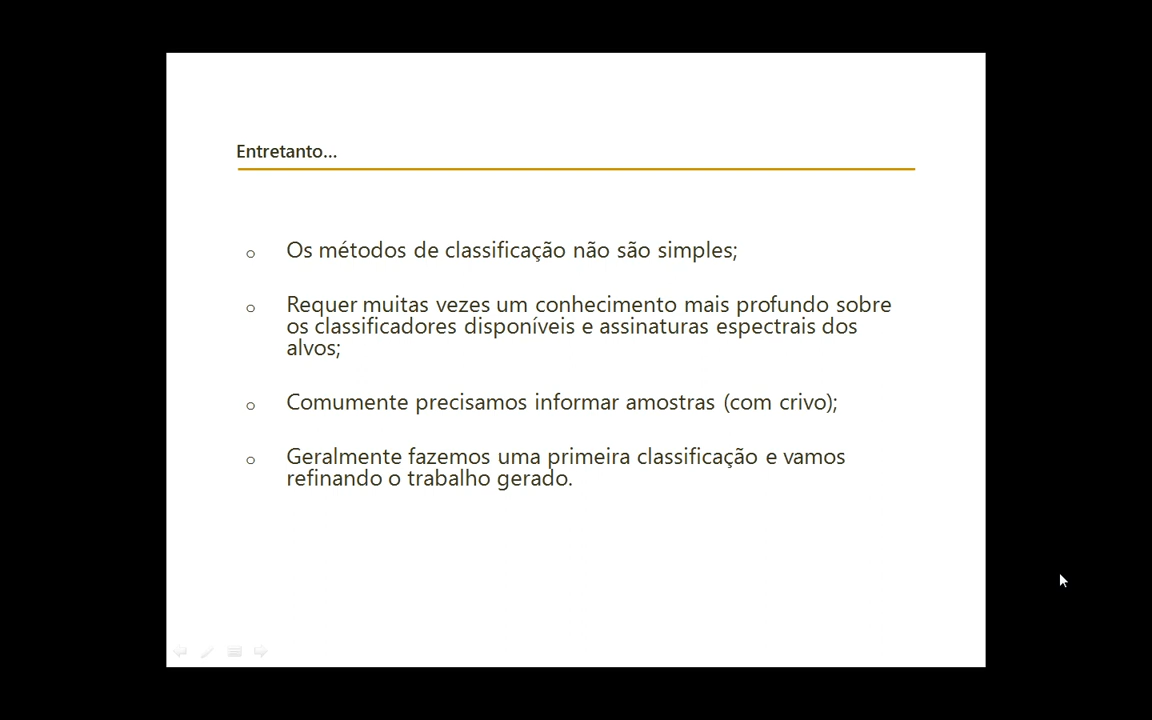 Entretanto...
Os métodos de classificação não são simples;
Requer muitas vezes um conhecimento mais profundo sobre
os classificadores disponíveis e assinaturas espectrais dos
alvos;
Comumente precisamos informar amostras (com crivo);
Geralmente fazemos uma primeira classificação e vamos
refinando o trabalho gerado.